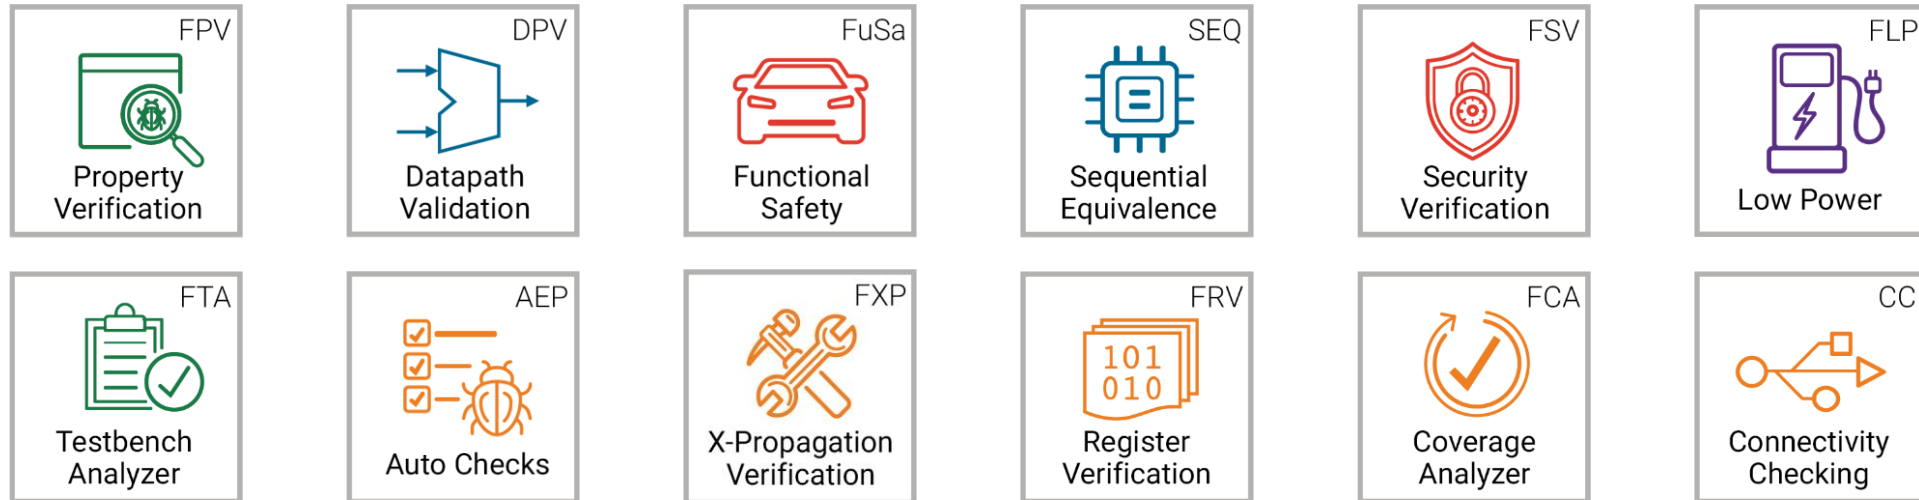 FPV
Property
Verification
DPV
Datapath
Validation
FuSa
Functional
Safety
SEQ
Sequential
Equivalence
FSV
Security
Verification
FLP
Low Power
FTA
Testbench
Analyzer
AEP
Auto Checks
FXP
X-Propagation
Verification
FRV
101
010
Register
Verification
FCA
Coverage
Analyzer
CC
Connectivity
Checking